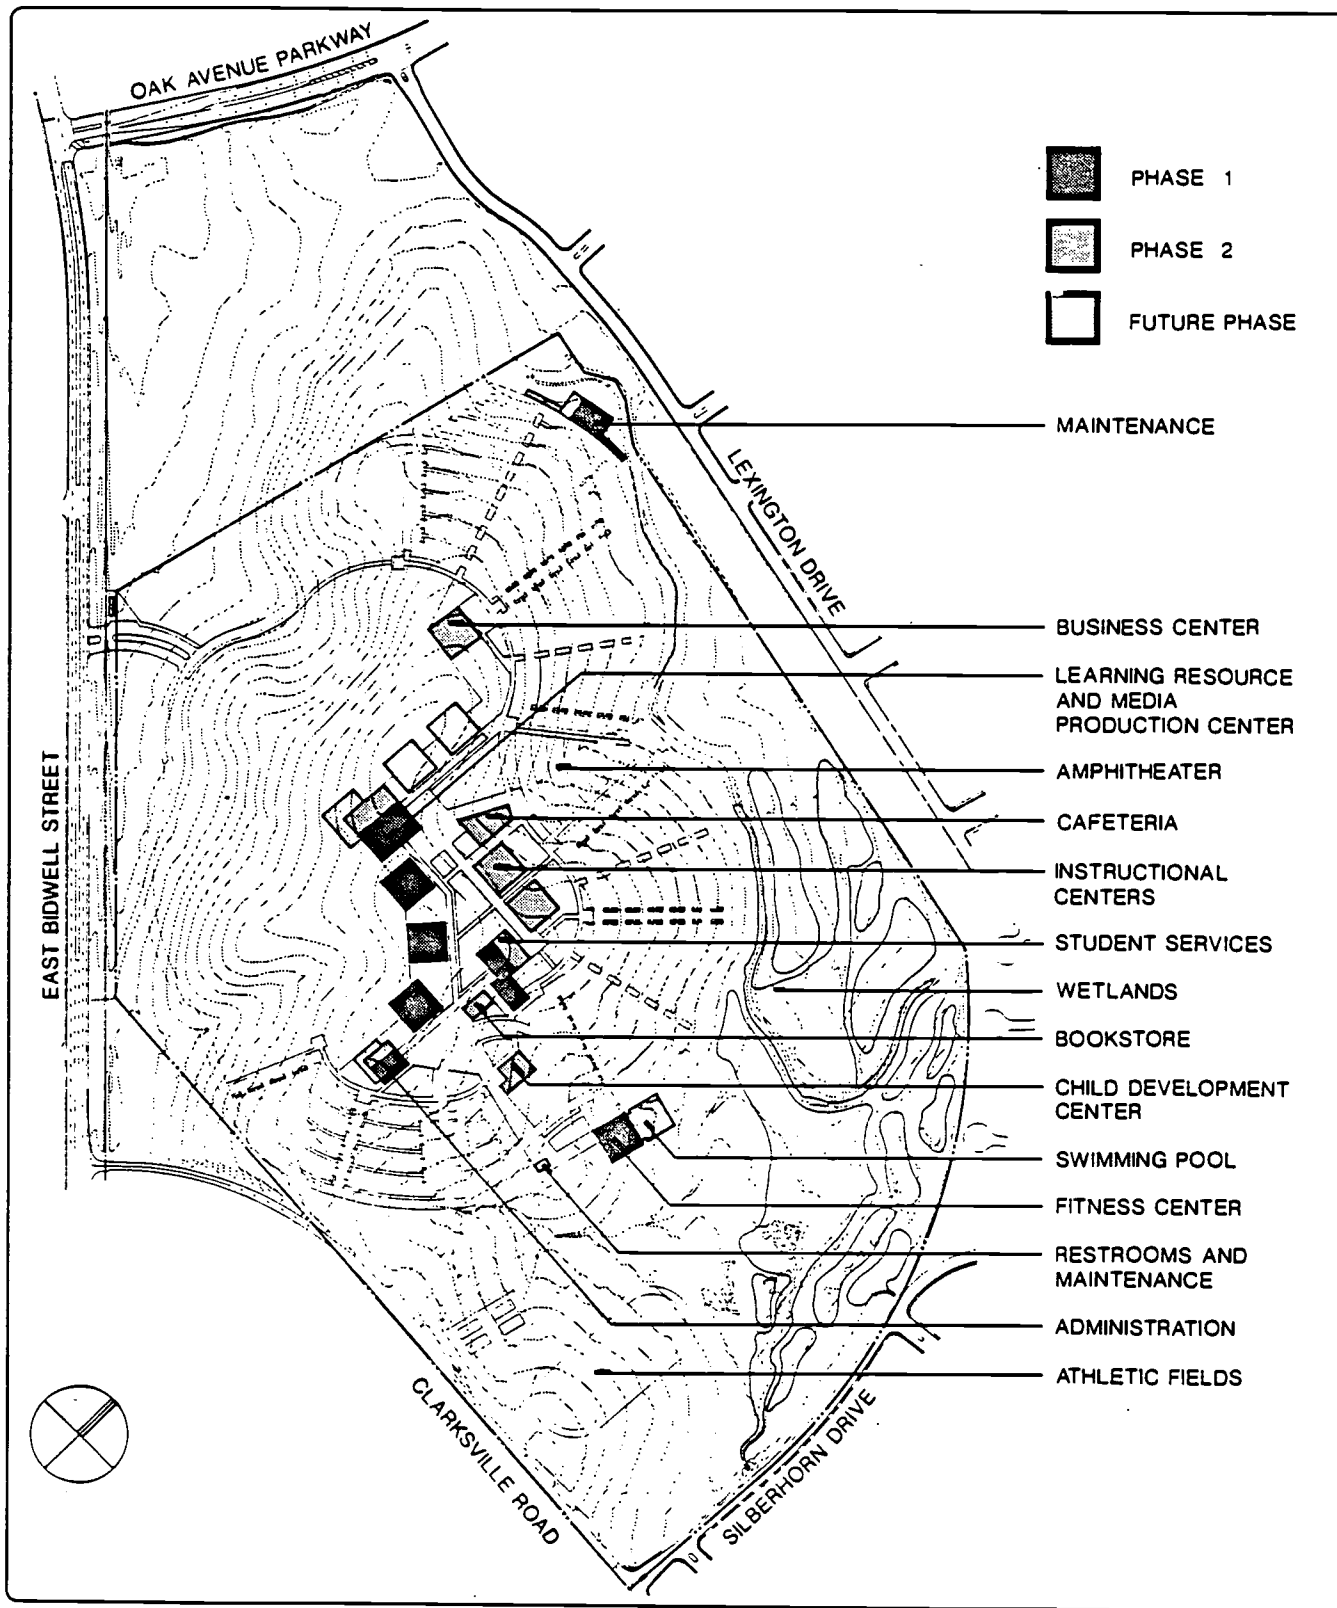 OAK AVENUE PARKWAY
PHASE 1
PHASE 2
FUTURE PHASE
MAINTENANCE
LEXINGTON DRIVE
BUSINESS CENTER
LEARNING RESOURCE
AND MEDIA
PRODUCTION CENTER
AMPHITHEATER
CAFETERIA
INSTRUCTIONAL
CENTERS
EAST BIDWELL STREET
STUDENT SERVICES
WETLANDS
BOOKSTORE
CHILD DEVELOPMENT
CENTER
SWIMMING POOL
FITNESS CENTER
RESTROOMS AND
MAINTENANCE
ADMINISTRATION
ATHLETIC FIELDS
CLARKSVILLE ROAD
SILBERHORN DRIVE